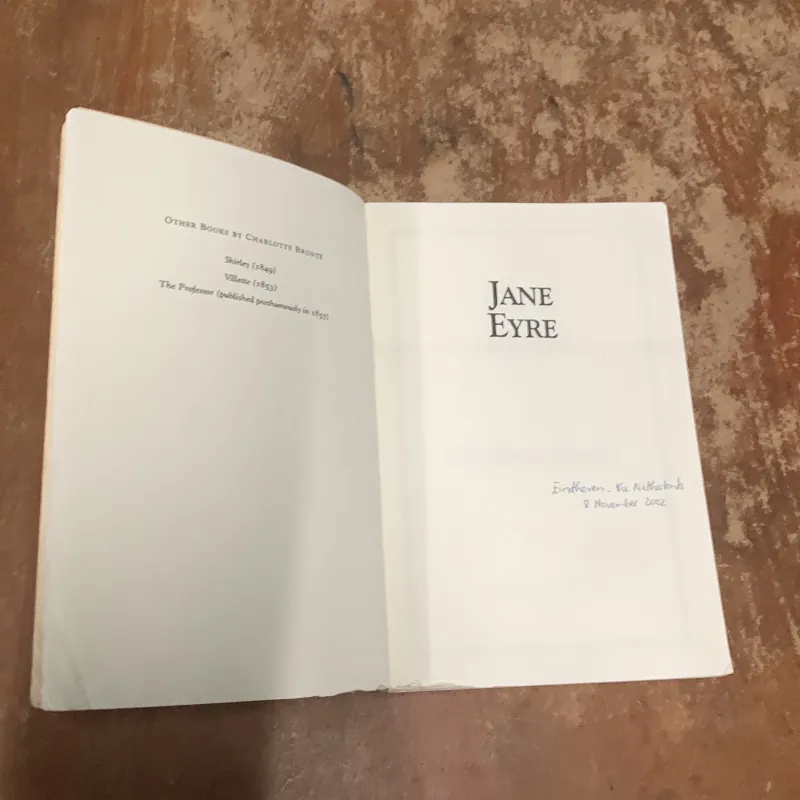 OTHER BOOKS BY CHARLOTTE BRONTE
Shirley (1849)
Villette (1853)
The Professor (published posthumously in 1857)
JANE
EYRE
Eindhoven - the Netherlands
8 November 2002